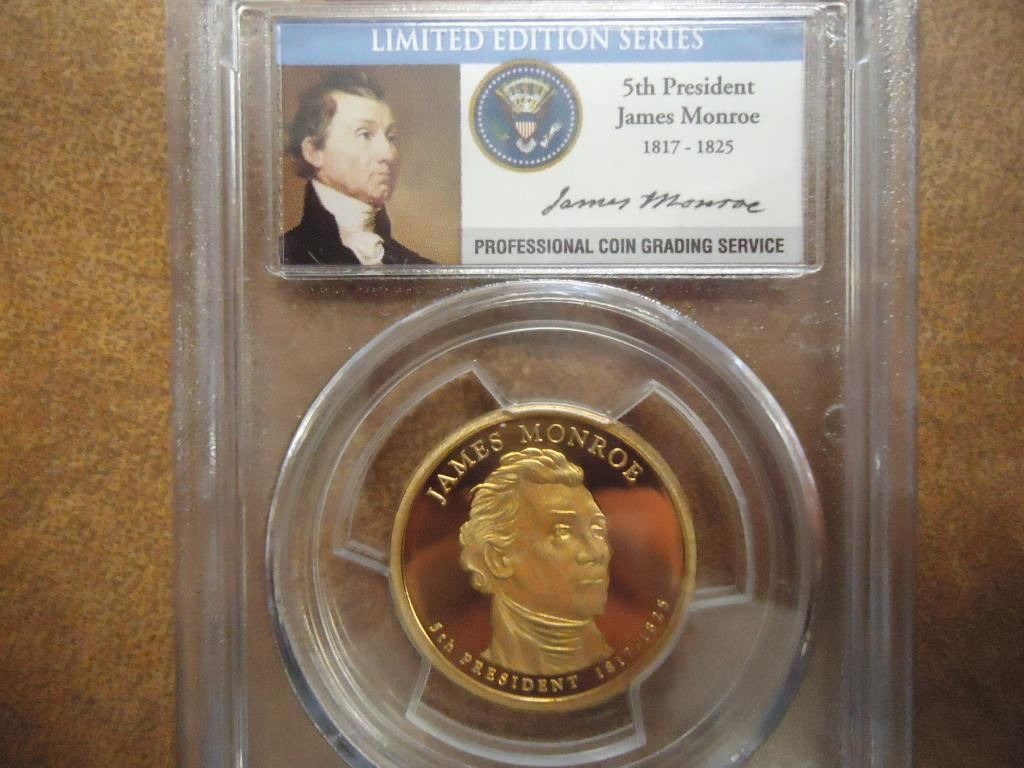 LIMITED EDITION SERIES
5th President
James Monroe
1817 - 1825
James Monroe
PROFESSIONAL COIN GRADING SERVICE
JAMES MONROE
5th PRESIDENT 1817-1825